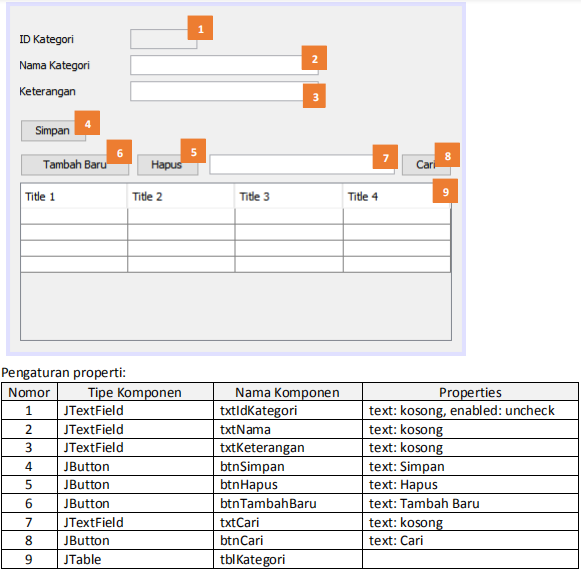 ID Kategori 1
Nama Kategori 2
Keterangan 3
Simpan 4
Tambah Baru 6 Hapus 5 7 Cari 8
9
Title 1 Title 2 Title 3 Title 4
Pengaturan properti:
Nomor Tipe Komponen Nama Komponen Properties
1 JTextField txtIdKategori text: kosong, enabled: uncheck
2 JTextField txtNama text: kosong
3 JTextField txtKeterangan text: kosong
4 JButton btnSimpan text: Simpan
5 JButton btnHapus text: Hapus
6 JButton btnTambahBaru text: Tambah Baru
7 JTextField txtCari text: kosong
8 JButton btnCari text: Cari
9 JTable tblKategori